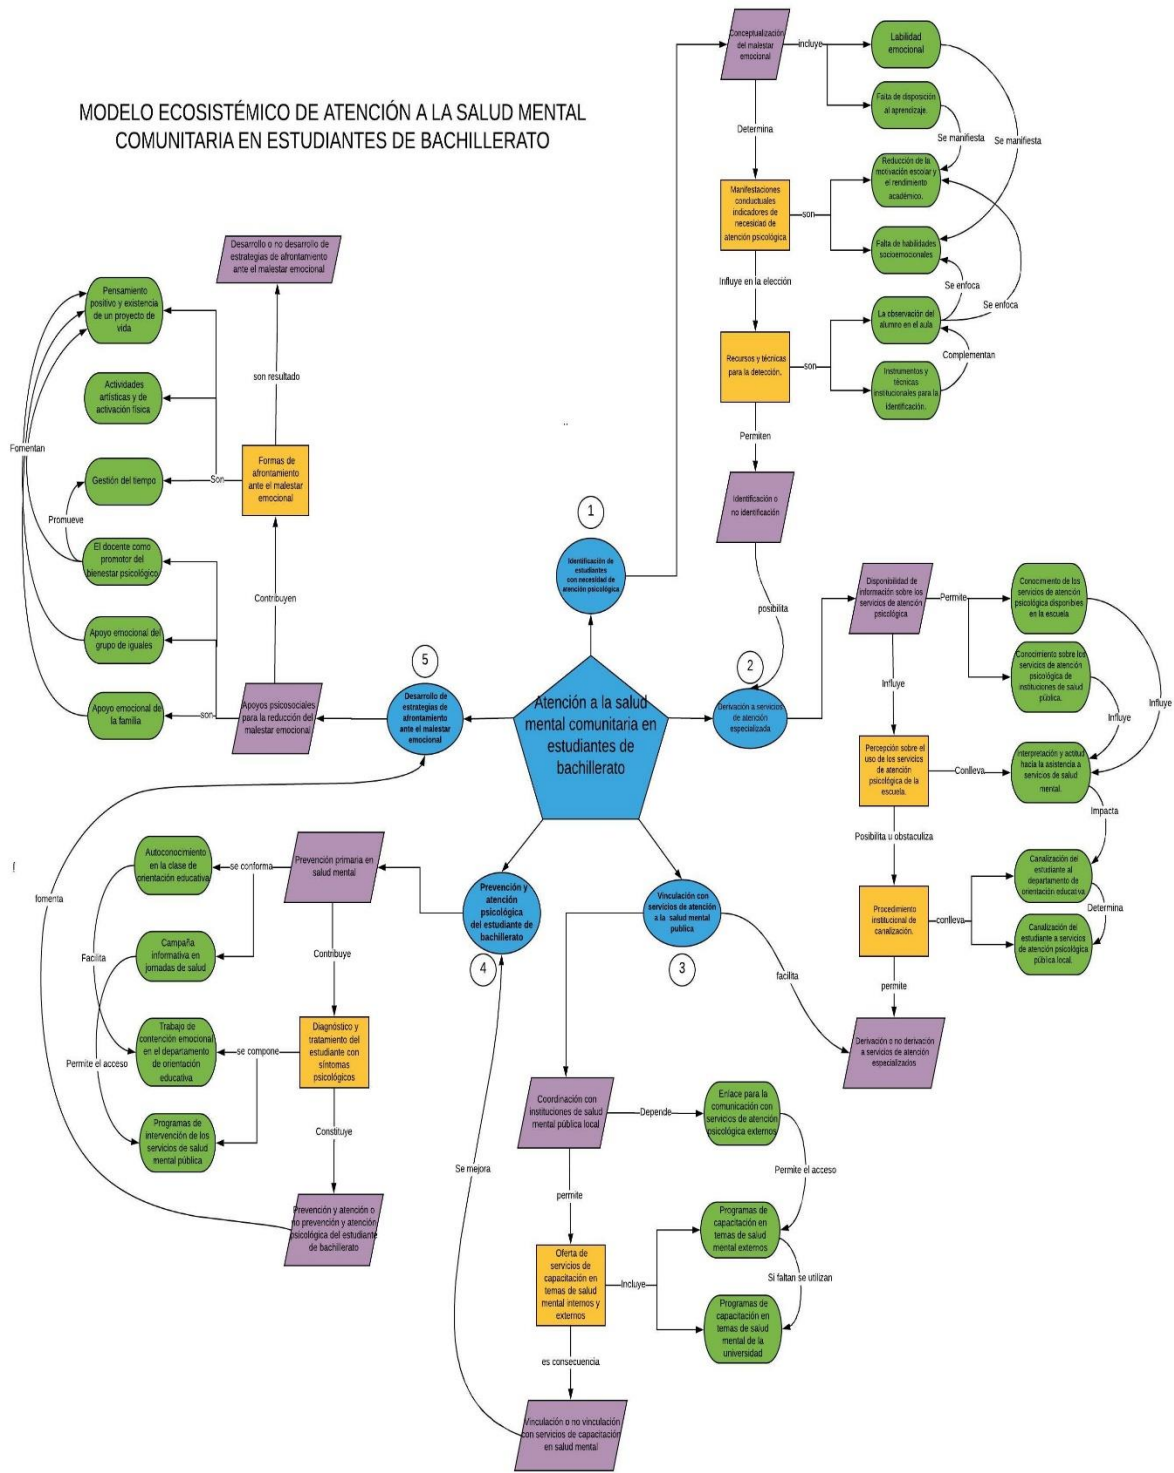 MODELO ECOSISTÉMICO DE ATENCIÓN A LA SALUD MENTAL
COMUNITARIA EN ESTUDIANTES DE BACHILLERATO
Atención a la salud
mental comunitaria en
estudiantes de
bachillerato
1
Identificación de
estudiantes
con necesidad de
atención psicológica
Conceptualización
del malestar
emocional
incluye
Labilidad
emocional
Falta de disposición
al aprendizaje.
Se manifiesta
Se manifiesta
Determina
Manifestaciones
conductuales
indicadores de
necesidad de
atención psicológica
son
Reducción de la
motivación escolar y
el rendimiento
académico.
Falta de habilidades
socioemocionales
Se enfoca
Se enfoca
Influye en la elección
Recursos y técnicas
para la detección.
son
La observación del
alumno en el aula
Complementan
Instrumentos y
técnicas
institucionales para la
identificación.
Permiten
Identificación o
no identificación
posibilita
2
Derivación a servicios
de atención
especializada
Disponibilidad de
información sobre los
servicios de atención
psicológica
Permite
Conocimiento de los
servicios de atención
psicológica disponibles
en la escuela
Conocimiento sobre los
servicios de atención
psicológica de
instituciones de salud
pública.
Influye
Influye
Influye
Percepción sobre el
uso de los servicios
de atención
psicológica de la
escuela.
Conlleva
Interpretación y actitud
hacia la asistencia a
servicios de salud
mental.
Impacta
Posibilita u obstaculiza
Procedimiento
institucional de
canalización.
conlleva
Canalización del
estudiante al
departamento de
orientación educativa
Determina
Canalización del
estudiante a servicios
de atención psicológica
pública local.
permite
Derivación o no derivación
a servicios de atención
especializados
3
Vinculación con
servicios de atención
a la salud mental
publica
facilita
Coordinación con
instituciones de salud
mental pública local
Depende
Enlace para la
comunicación con
servicios de atención
psicológica externos
Permite el acceso
permite
Oferta de
servicios de
capacitación en
temas de salud
mental internos y
externos
Incluye
Programas de
capacitación en
temas de salud
mental externos
Si faltan se utilizan
Programas de
capacitación en
temas de salud
mental de la
universidad
es consecuencia
Vinculación o no vinculación
con servicios de capacitación
en salud mental
Se mejora
4
Prevención y
atención
psicológica
del estudiante de
bachillerato
Prevención primaria en
salud mental
se conforma
Autoconocimiento
en la clase de
orientación educativa
Campaña
informativa en
jornadas de salud
Facilita
Permite el acceso
Contribuye
Diagnóstico y
tratamiento del
estudiante con
síntomas
psicológicos
se compone
Trabajo de
contención emocional
en el departamento
de orientación
educativa
Programas de
intervención de los
servicios de salud
mental pública
Constituye
Prevención y atención o
no prevención y atención
psicológica del estudiante
de bachillerato
fomenta
5
Desarrollo de
estrategias de
afrontamiento
ante el malestar
emocional
Apoyos psicosociales
para la reducción del
malestar emocional
son
El docente como
promotor del
bienestar psicológico
Apoyo emocional del
grupo de iguales
Apoyo emocional de
la familia
Promueve
Fomentan
Contribuyen
Formas de
afrontamiento
ante el malestar
emocional
Son
Pensamiento
positivo y existencia
de un proyecto de
vida
Actividades
artísticas y de
activación física
Gestión del tiempo
son resultado
Desarrollo o no desarrollo de
estrategias de afrontamiento
ante el malestar emocional